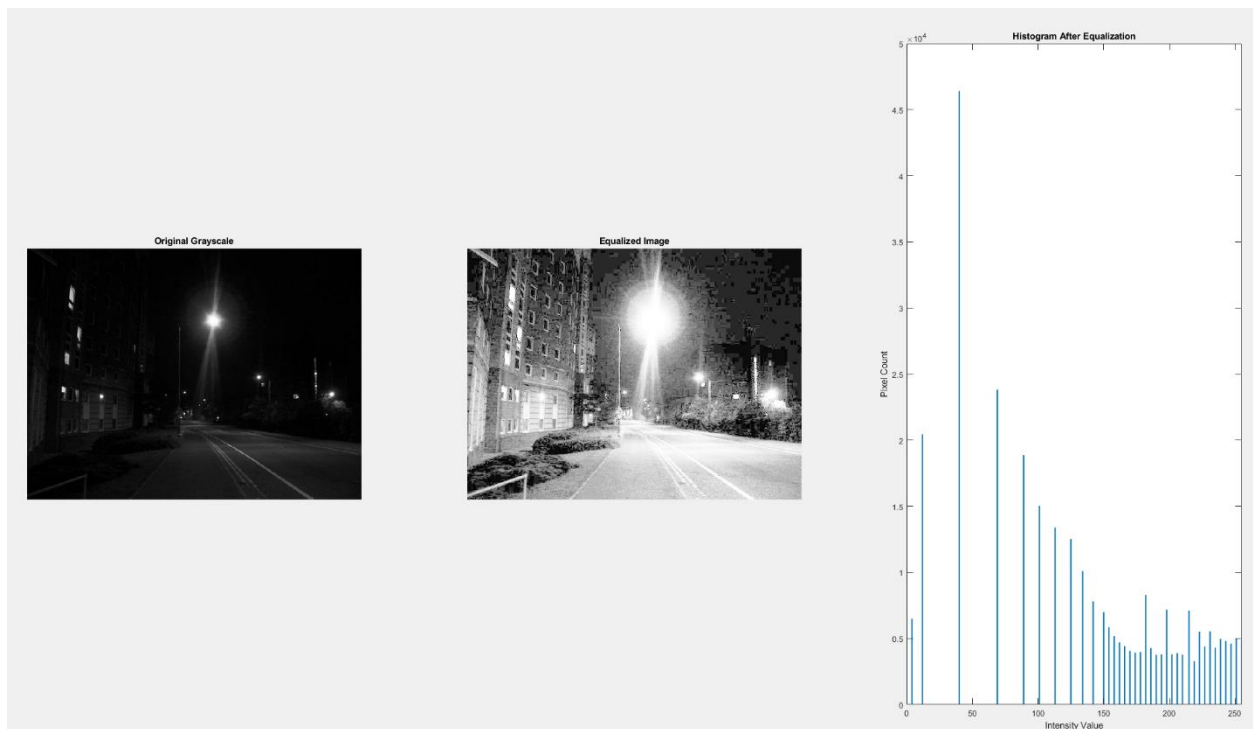 Original Grayscale
Equalized Image
Histogram After Equalization
×10^4
5
4.5
4
3.5
3
2.5
2
1.5
1
0.5
0
Pixel Count
0 50 100 150 200 250
Intensity Value